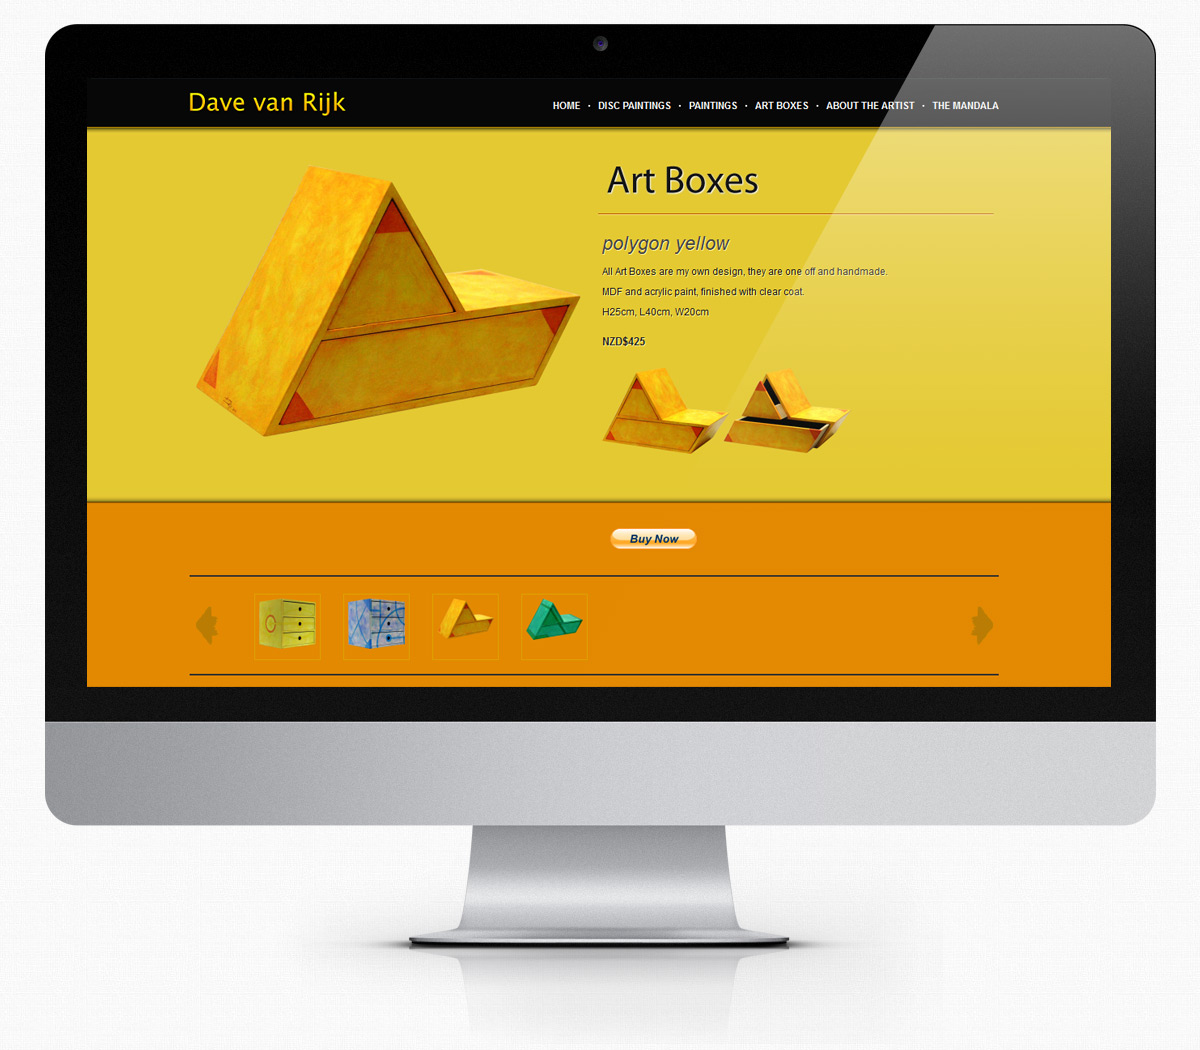 Dave van Rijk
HOME · DISC PAINTINGS · PAINTINGS · ART BOXES · ABOUT THE ARTIST · THE MANDALA
Art Boxes
polygon yellow
All Art Boxes are my own design, they are one off and handmade.
MDF and acrylic paint, finished with clear coat.
H25cm, L40cm, W20cm
NZD$425
Buy Now